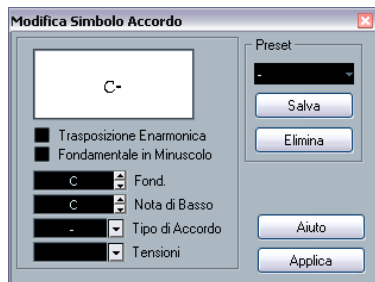 Modifica Simbolo Accordo
C-
Trasposizione Enarmonica
Fondamentale in Minuscolo
C Fond.
C Nota di Basso
- Tipo di Accordo
Tensioni
Preset
-
Salva
Elimina
Aiuto
Applica